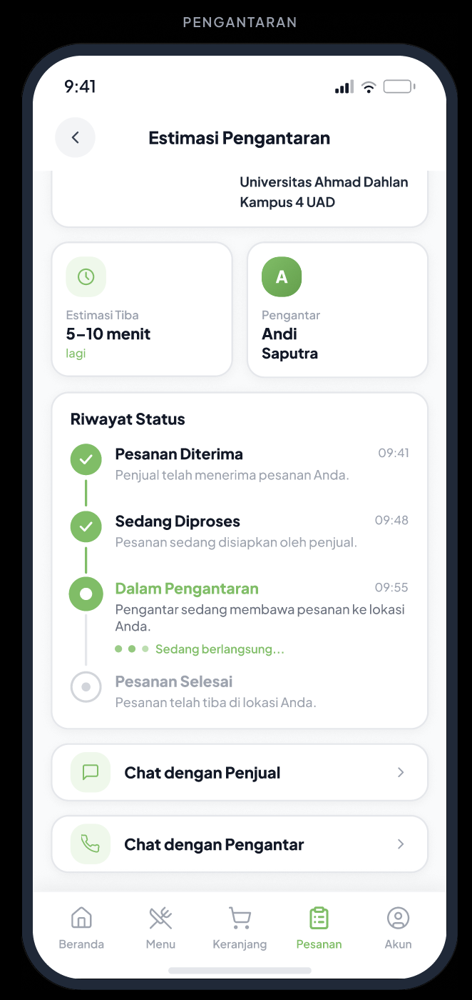 PENGANTARAN
9:41
Estimasi Pengantaran
Universitas Ahmad Dahlan
Kampus 4 UAD
Estimasi Tiba
5–10 menit
lagi
A
Pengantar
Andi
Saputra
Riwayat Status
Pesanan Diterima 09:41
Penjual telah menerima pesanan Anda.
Sedang Diproses 09:48
Pesanan sedang disiapkan oleh penjual.
Dalam Pengantaran 09:55
Pengantar sedang membawa pesanan ke lokasi
Anda.
Sedang berlangsung...
Pesanan Selesai
Pesanan telah tiba di lokasi Anda.
Chat dengan Penjual
Chat dengan Pengantar
Beranda Menu Keranjang Pesanan Akun